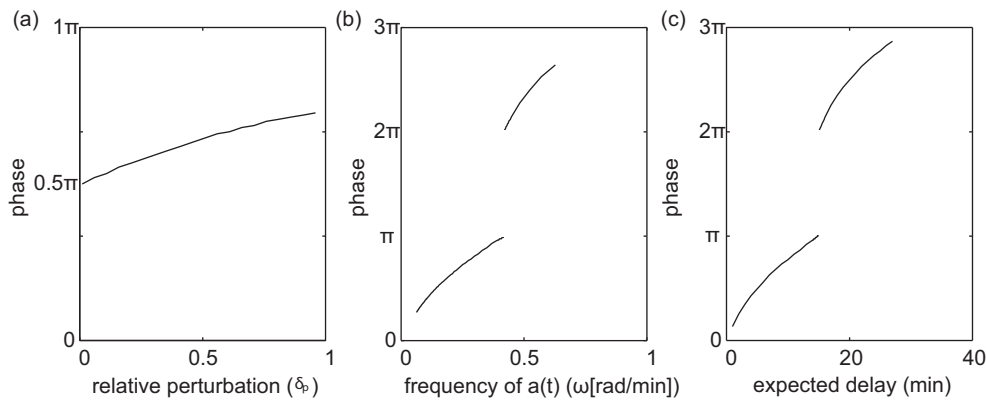 (a)
1π
0.5π
0
phase
0
0.5
1
relative perturbation (δₚ)
(b)
3π
2π
π
0
phase
0
0.5
1
frequency of a(t) (ω[rad/min])
(c)
3π
2π
π
0
phase
0
20
40
expected delay (min)